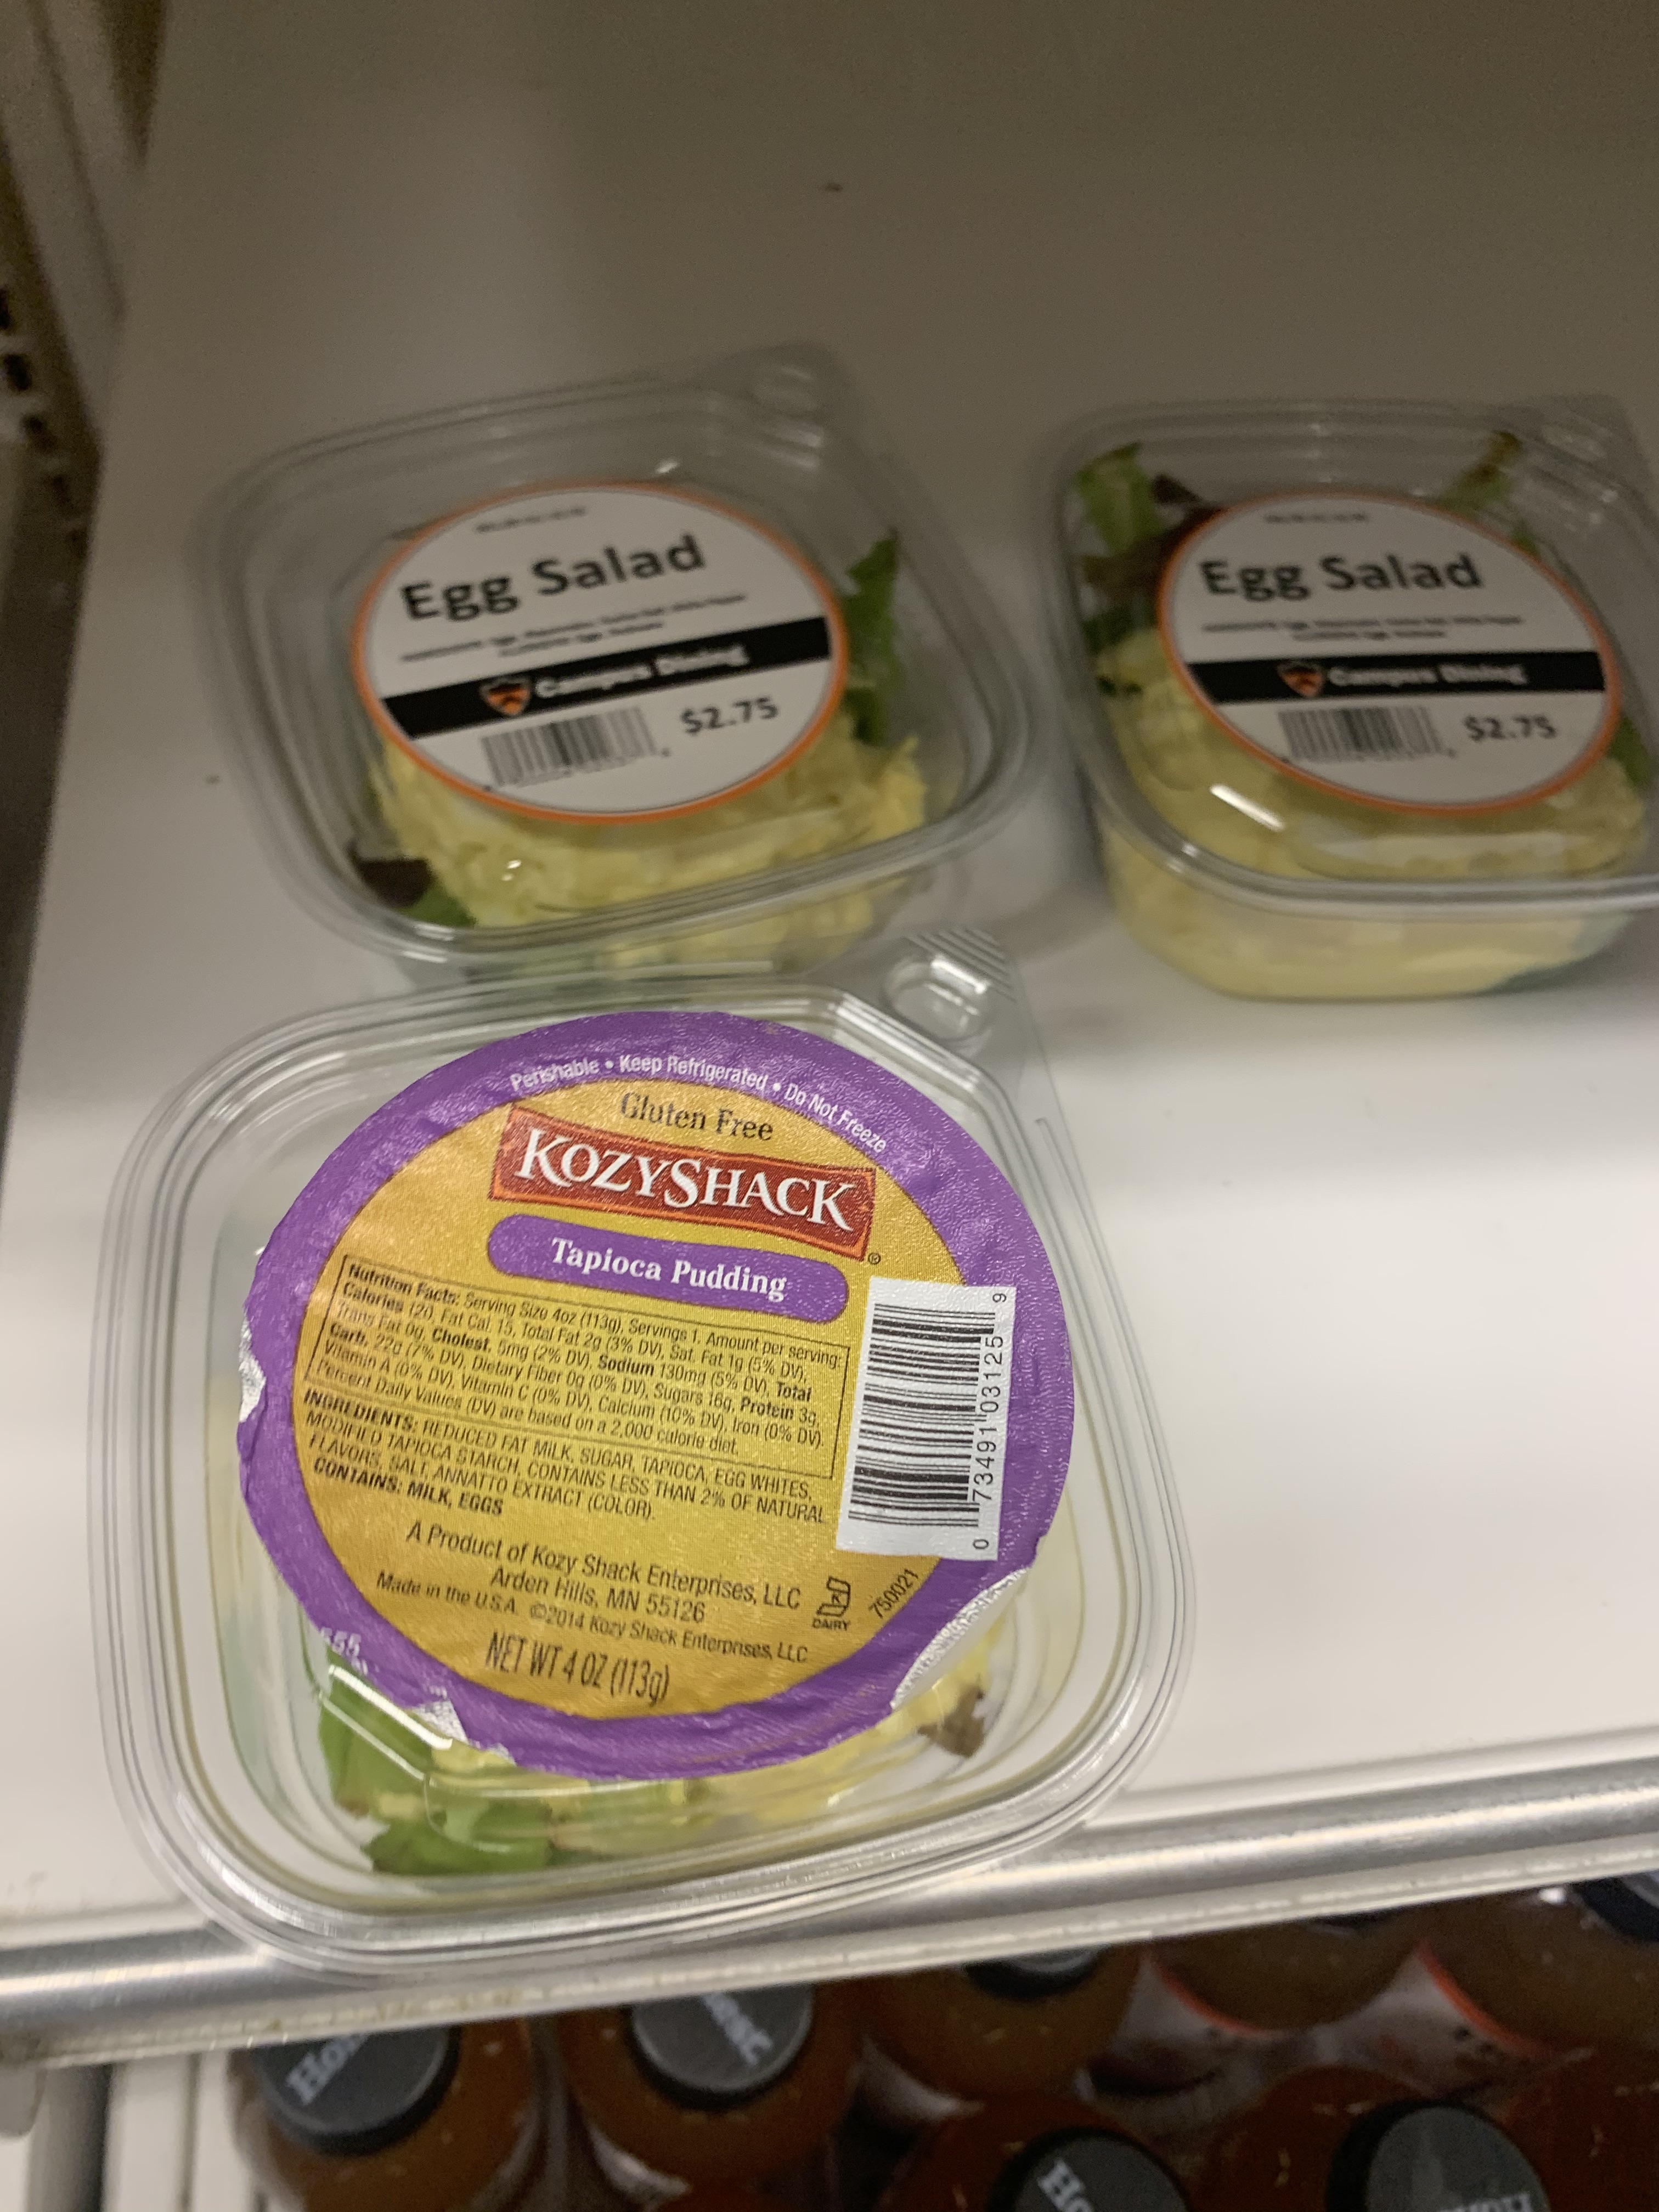 Egg Salad
Campus Dining
$2.75
Egg Salad
Campus Dining
$2.75
Perishable • Keep Refrigerated • Do Not Freeze
Gluten Free
KOZYSHACK®
Tapioca Pudding
Nutrition Facts: Serving Size 4oz (113g), Servings 1. Amount per serving:
Calories 120, Fat Cal. 15, Total Fat 2g (3% DV), Sat. Fat 1g (5% DV),
Trans Fat 0g, Cholest. 5mg (2% DV), Sodium 130mg (5% DV), Total
Carb. 22g (7% DV), Dietary Fiber 0g (0% DV), Sugars 16g, Protein 3g,
Vitamin A (0% DV), Vitamin C (0% DV), Calcium (10% DV), Iron (0% DV).
Percent Daily Values (DV) are based on a 2,000 calorie diet.
INGREDIENTS: REDUCED FAT MILK, SUGAR, TAPIOCA, EGG WHITES,
MODIFIED TAPIOCA STARCH, CONTAINS LESS THAN 2% OF NATURAL
FLAVORS, SALT, ANNATTO EXTRACT (COLOR).
CONTAINS: MILK, EGGS
A Product of Kozy Shack Enterprises, LLC
Arden Hills, MN 55126
Made in the U.S.A. ©2014 Kozy Shack Enterprises, LLC
NET WT 4 OZ (113g)
DAIRY
750021
0 73491 03125 9